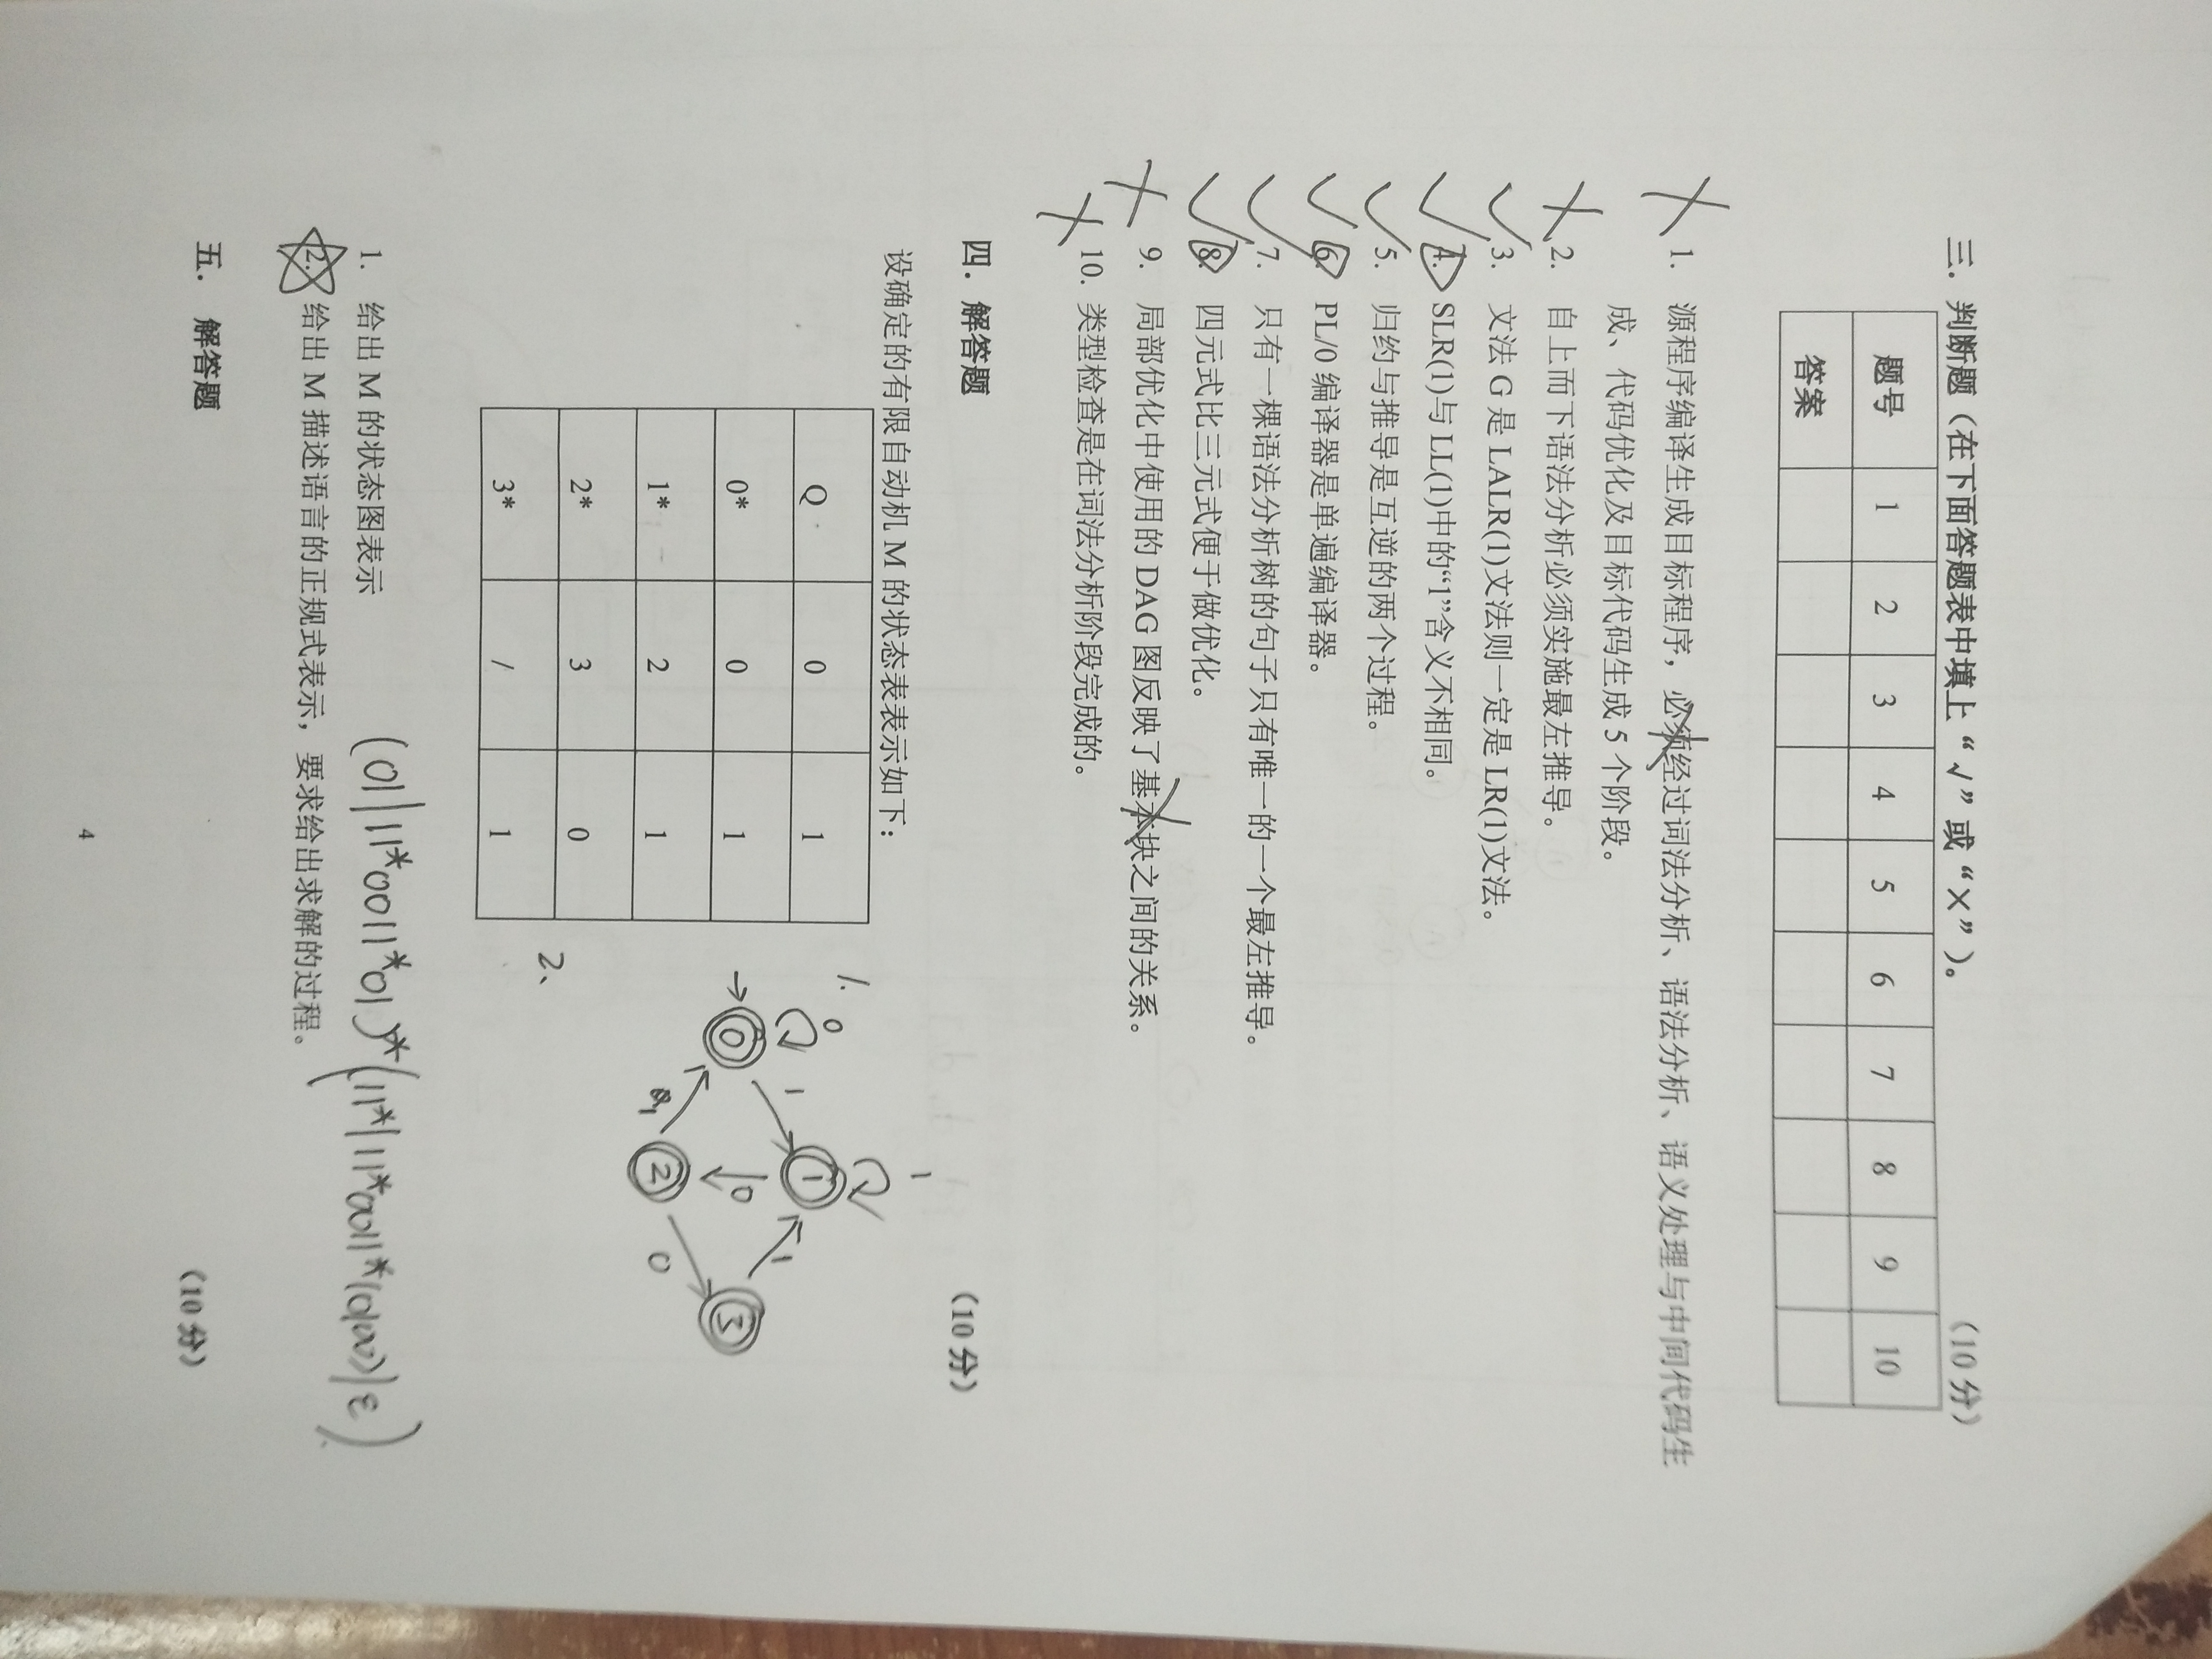 三. 判断题（在下面答题表中填上“√”或“×”）。 （10 分）
题号 1 2 3 4 5 6 7 8 9 10
答案
× 1. 源程序编译生成目标程序，必须经过词法分析、语法分析、语义处理与中间代码生
成、代码优化及目标代码生成 5 个阶段。
× 2. 自上而下语法分析必须实施最左推导。
√ 3. 文法 G 是 LALR(1)文法则一定是 LR(1)文法。
√ 4. SLR(1)与 LL(1)中的“1”含义不相同。
√ 5. 归约与推导是互逆的两个过程。
√ 6. PL/0 编译器是单遍编译器。
√ 7. 只有一棵语法分析树的句子只有唯一的一个最左推导。
√ 8. 四元式比三元式便于做优化。
× 9. 局部优化中使用的 DAG 图反映了基本块之间的关系。
× 10. 类型检查是在词法分析阶段完成的。
四. 解答题 （10 分）
设确定的有限自动机 M 的状态表表示如下：
Q 0 1
0* 0 1
1* 2 1
2* 3 0
3* / 1
1.
0 1
0 1 1
0 1
2 3
0
2、
1. 给出 M 的状态图表示
(0|11*0011*01)*(11*|11*0011*
2. 给出 M 描述语言的正规式表示，要求给出求解的过程。
五. 解答题 （10 分）
4